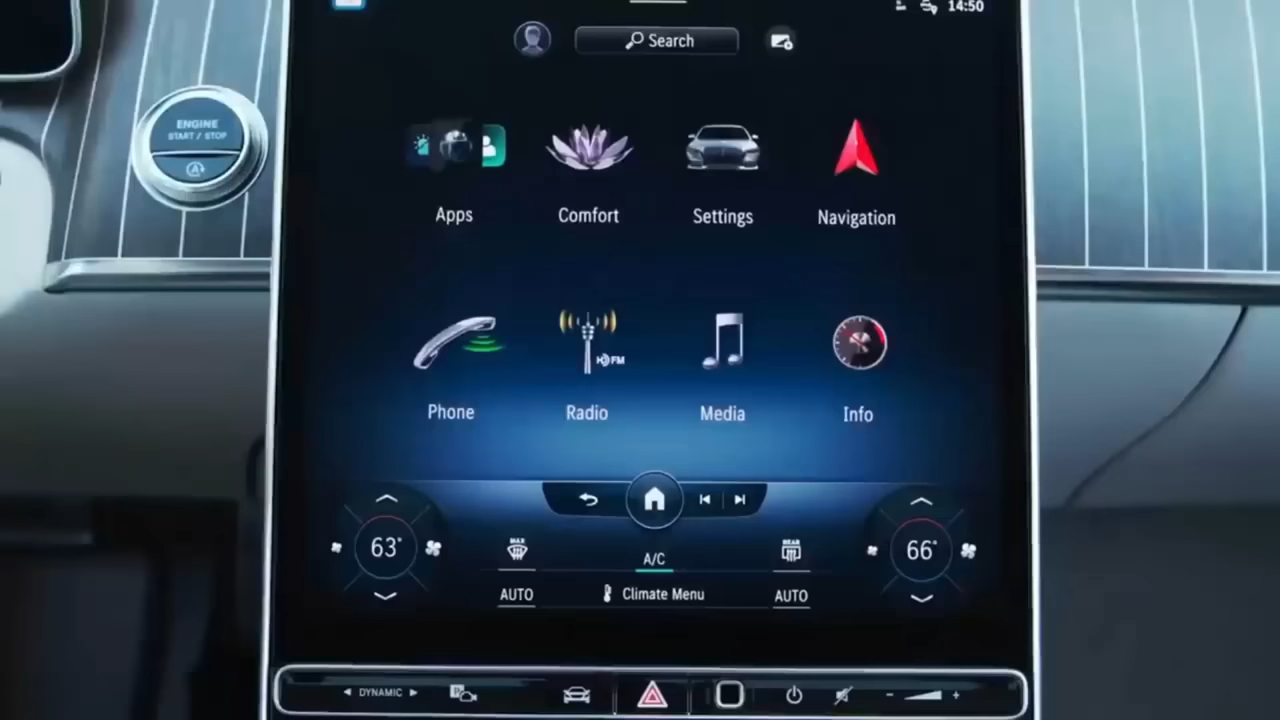 14:50
Search
ENGINE
START / STOP
A
Apps
Comfort
Settings
Navigation
HD FM
Phone
Radio
Media
Info
63°
MAX
A/C
REAR
66°
AUTO
Climate Menu
AUTO
DYNAMIC
P
- +